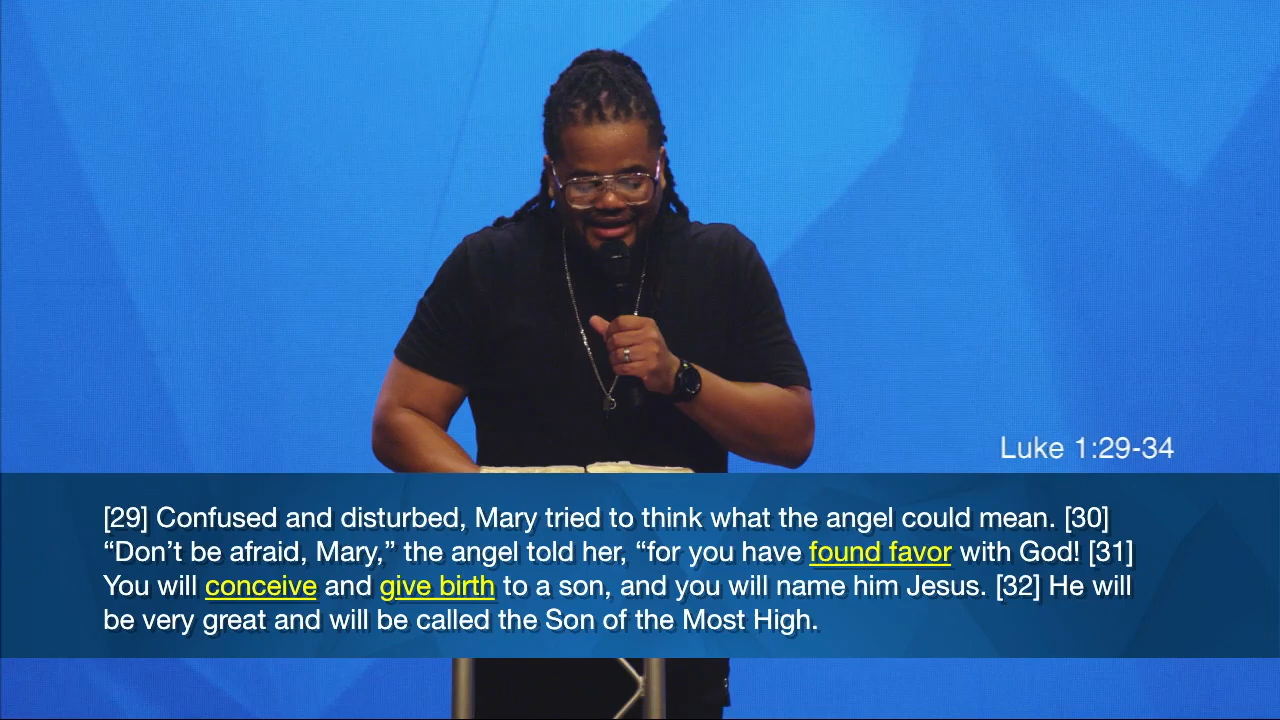 Luke 1:29-34
[29] Confused and disturbed, Mary tried to think what the angel could mean. [30]
“Don’t be afraid, Mary,” the angel told her, “for you have found favor with God! [31]
You will conceive and give birth to a son, and you will name him Jesus. [32] He will
be very great and will be called the Son of the Most High.